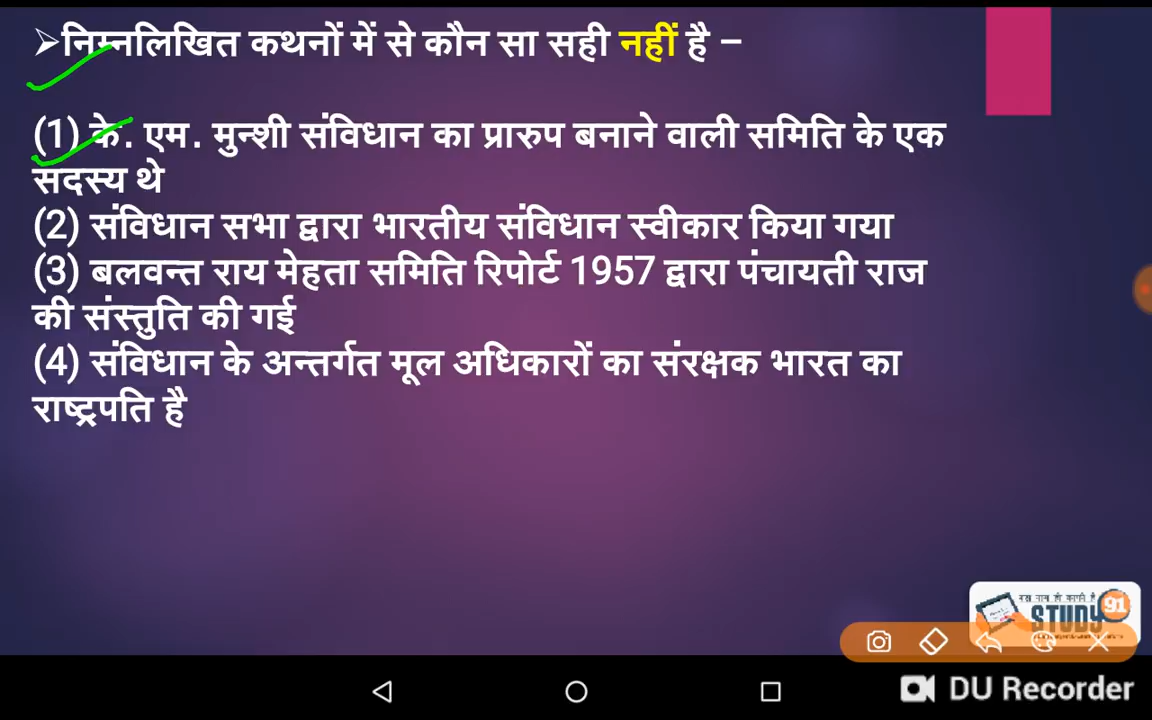 ➢निम्नलिखित कथनों में से कौन सा सही नहीं है –
(1) के. एम. मुन्शी संविधान का प्रारुप बनाने वाली समिति के एक
सदस्य थे
(2) संविधान सभा द्वारा भारतीय संविधान स्वीकार किया गया
(3) बलवन्त राय मेहता समिति रिपोर्ट 1957 द्वारा पंचायती राज
की संस्तुति की गई
(4) संविधान के अन्तर्गत मूल अधिकारों का संरक्षक भारत का
राष्ट्रपति है
STUDY 91
DU Recorder